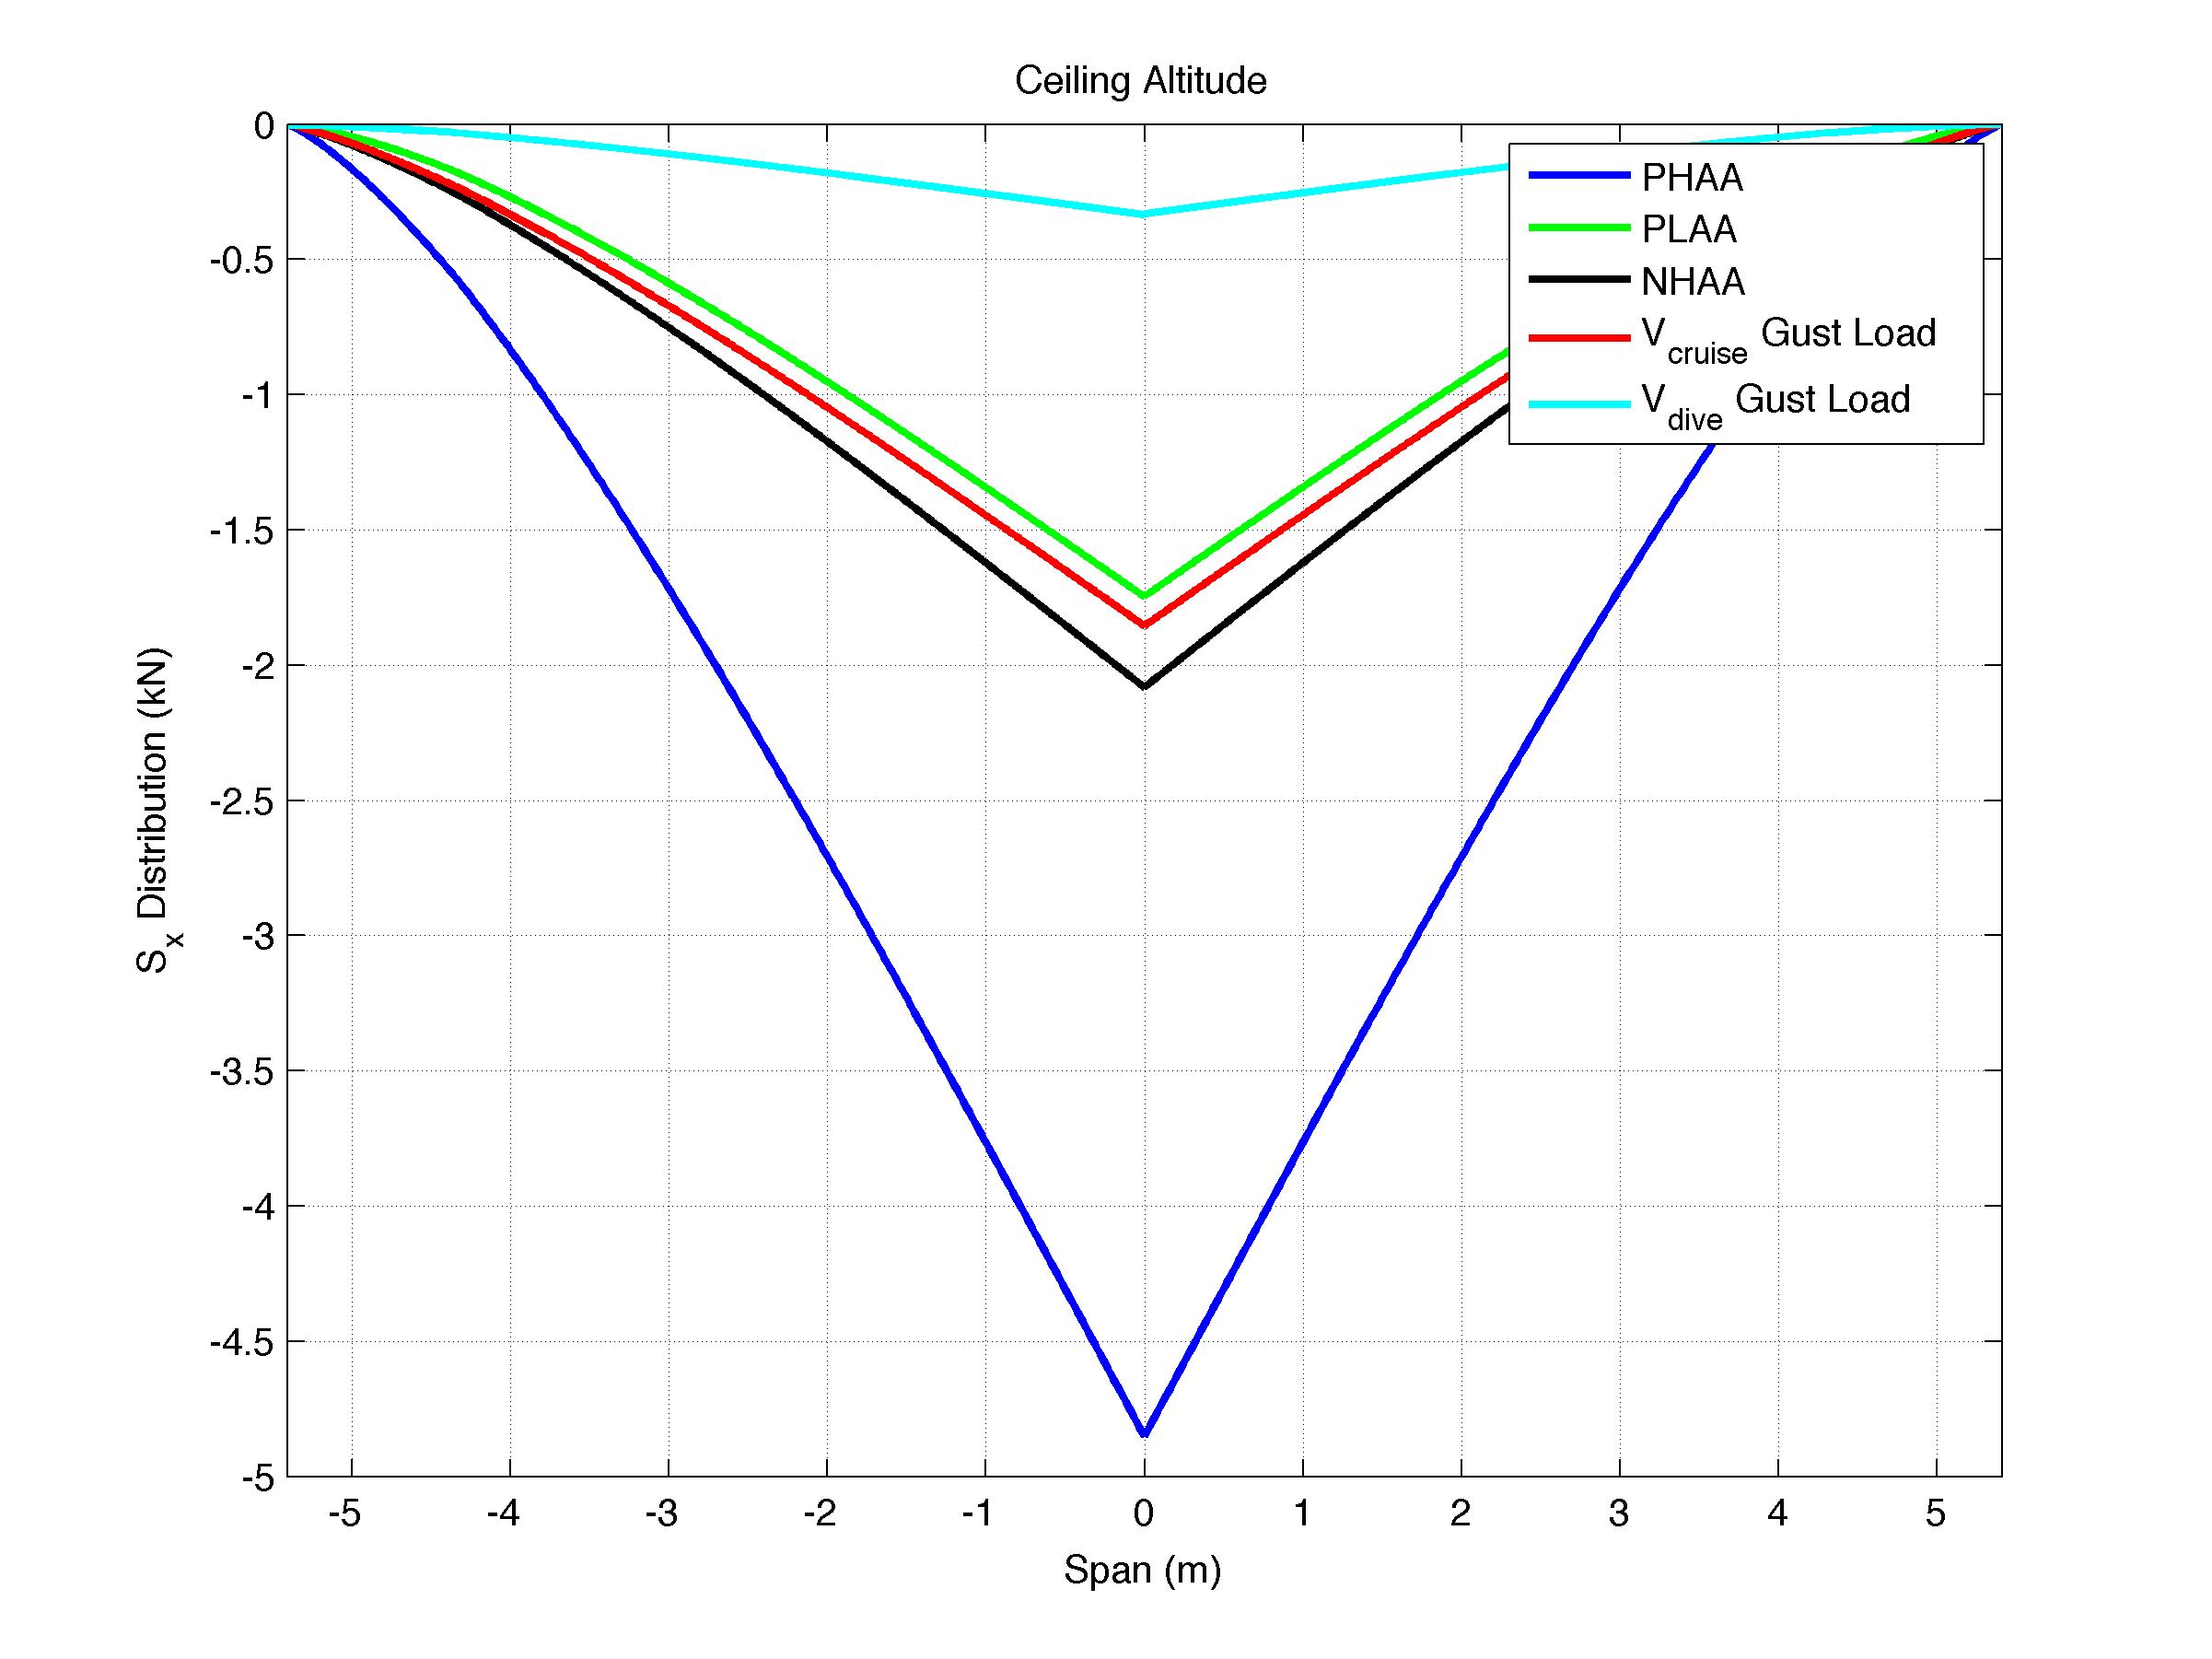 Ceiling Altitude
0
-0.5
-1
-1.5
-2
-2.5
-3
-3.5
-4
-4.5
-5
S_x Distribution (kN)
PHAA
PLAA
NHAA
V_cruise Gust Load
V_dive Gust Load
-5 -4 -3 -2 -1 0 1 2 3 4 5
Span (m)